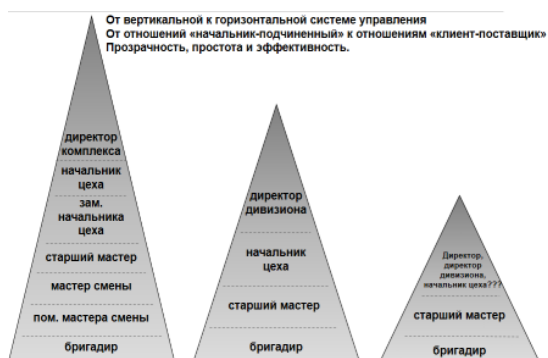 От вертикальной к горизонтальной системе управления
От отношений «начальник-подчиненный» к отношениям «клиент-поставщик»
Прозрачность, простота и эффективность.
директор
комплекса
начальник
цеха
зам.
начальника
цеха
старший мастер
мастер смены
пом. мастера смены
бригадир
директор
дивизиона
начальник
цеха
старший мастер
бригадир
Директор,
директор
дивизиона,
начальник цеха???
старший мастер
бригадир